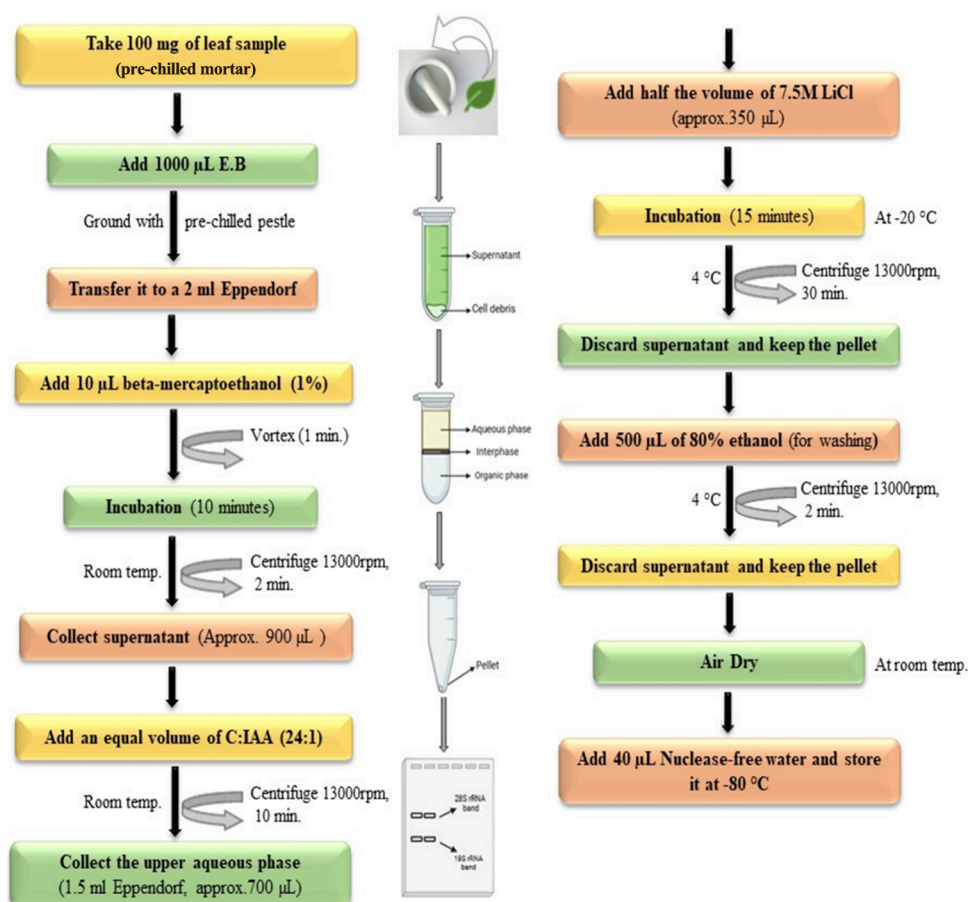 Take 100 mg of leaf sample
(pre-chilled mortar)
Add 1000 µL E.B
Ground with
pre-chilled pestle
Transfer it to a 2 ml Eppendorf
Add 10 µL beta-mercaptoethanol (1%)
Vortex (1 min.)
Incubation (10 minutes)
Room temp.
Centrifuge 13000rpm,
2 min.
Collect supernatant (Approx. 900 µL )
Add an equal volume of C:IAA (24:1)
Room temp.
Centrifuge 13000rpm,
10 min.
Collect the upper aqueous phase
(1.5 ml Eppendorf, approx.700 µL)
Supernatant
Cell debris
Aqueous phase
Interphase
Organic phase
Pellet
28S rRNA
band
18S rRNA
band
Add half the volume of 7.5M LiCl
(approx.350 µL)
Incubation (15 minutes)
At -20 °C
4 °C
Centrifuge 13000rpm,
30 min.
Discard supernatant and keep the pellet
Add 500 µL of 80% ethanol (for washing)
4 °C
Centrifuge 13000rpm,
2 min.
Discard supernatant and keep the pellet
Air Dry
At room temp.
Add 40 µL Nuclease-free water and store
it at -80 °C